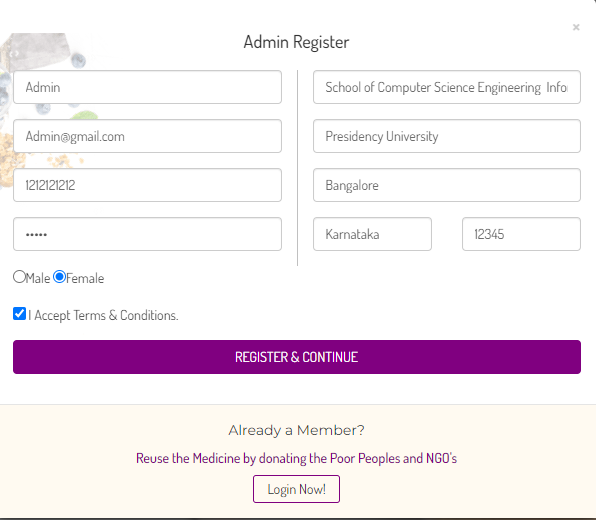 ×
Admin Register
Admin
School of Computer Science Engineering Info
Admin@gmail.com
Presidency University
1212121212
Bangalore
•••••
Karnataka
12345
Male Female
I Accept Terms & Conditions.
REGISTER & CONTINUE
Already a Member?
Reuse the Medicine by donating the Poor Peoples and NGO's
Login Now!